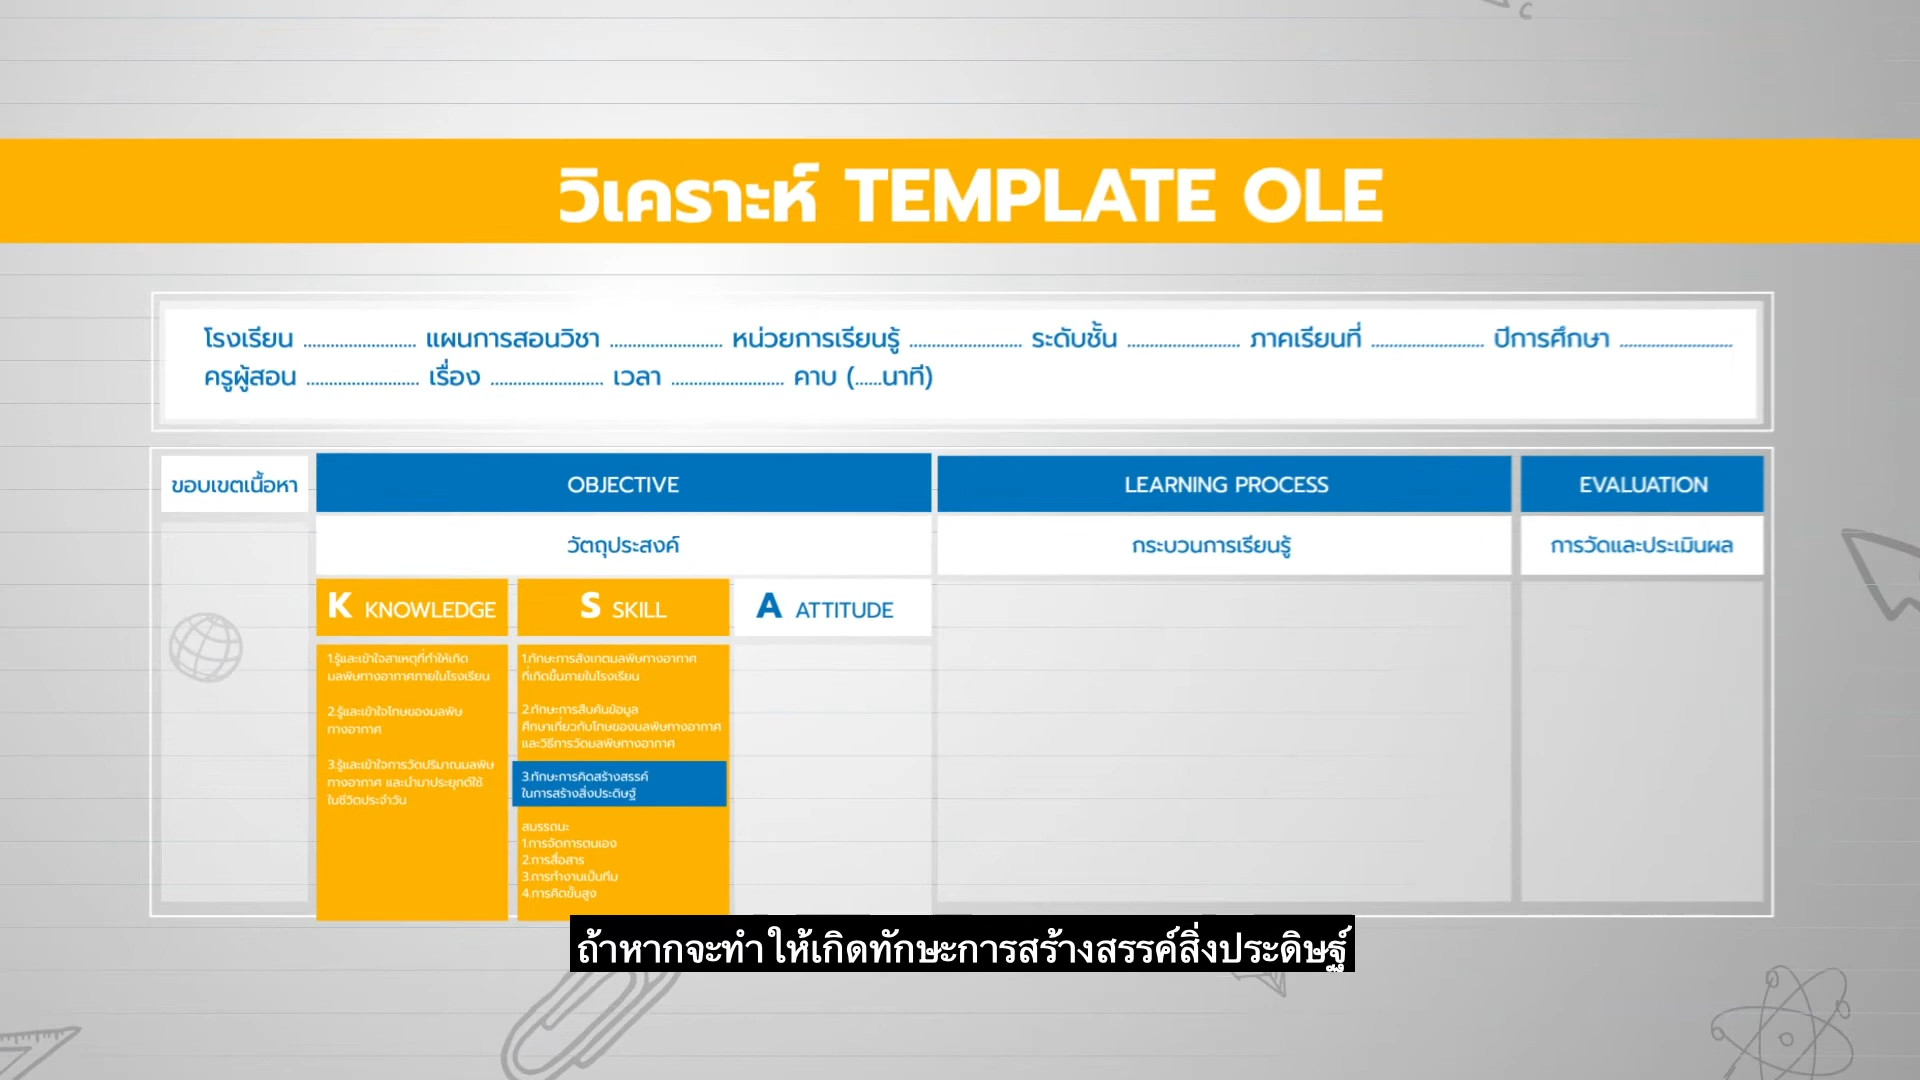 วิเคราะห์ TEMPLATE OLE
โรงเรียน ......................... แผนการสอนวิชา ......................... หน่วยการเรียนรู้ ......................... ระดับชั้น ......................... ภาคเรียนที่ ......................... ปีการศึกษา .........................
ครูผู้สอน ......................... เรื่อง ......................... เวลา ......................... คาบ (......นาที)
ขอบเขตเนื้อหา
OBJECTIVE
LEARNING PROCESS
EVALUATION
วัตถุประสงค์
กระบวนการเรียนรู้
การวัดและประเมินผล
K KNOWLEDGE
S SKILL
A ATTITUDE
1.รู้และเข้าใจสาเหตุที่ทำให้เกิด
มลพิษทางอากาศภายในโรงเรียน
2.รู้และเข้าใจโทษของมลพิษ
ทางอากาศ
3.รู้และเข้าใจการวัดปริมาณมลพิษ
ทางอากาศ และนำมาประยุกต์ใช้
ในชีวิตประจำวัน
1.ทักษะการสังเกตมลพิษทางอากาศ
ที่เกิดขึ้นภายในโรงเรียน
2.ทักษะการสืบค้นข้อมูล
ศึกษาเกี่ยวกับโทษของมลพิษทางอากาศ
และวิธีการวัดมลพิษทางอากาศ
3.ทักษะการคิดสร้างสรรค์
ในการสร้างสิ่งประดิษฐ์
สมรรถนะ
1.การจัดการตนเอง
2.การสื่อสาร
3.การทำงานเป็นทีม
4.การคิดขั้นสูง
ถ้าหากจะทำให้เกิดทักษะการสร้างสรรค์สิ่งประดิษฐ์